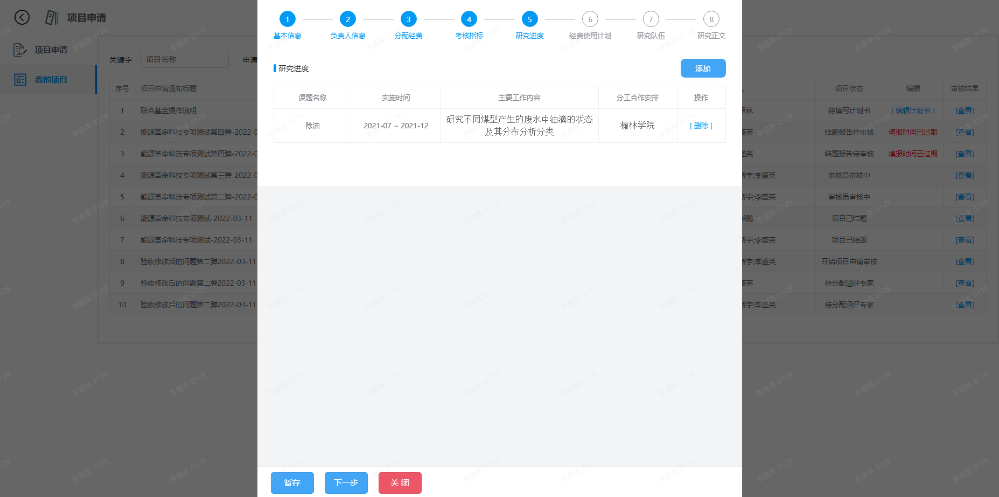 项目申请
项目申请
我的项目
关键字 项目名称 申请
1 2 3 4 5 6 7 8
基本信息 负责人信息 分配经费 考核指标 研究进度 经费使用计划 研究队伍 研究正文
研究进度 添加
课题名称 实施时间 主要工作内容 分工合作安排 操作
除油 2021-07 ~ 2021-12 研究不同煤型产生的废水中油滴的状态 榆林学院 [ 删除 ]
及其分布分析分类
序号 项目申请通知标题 项目状态 编辑 审核结果
1 联合基金操作说明 承林 待填写计划书 [ 编辑计划书 ] [查看]
2 能源革命科技专项测试第四弹-2022-0 盛英 结题报告待审核 填报时间已过期 [查看]
3 能源革命科技专项测试第四弹-2022-0 盛英 结题报告待审核 填报时间已过期 [查看]
4 能源革命科技专项测试第三弹-2022-0 新宇;李盛英 审核员审核中 [查看]
5 能源革命科技专项测试第二弹-2022-0 新宇;李盛英 审核员审核中 [查看]
6 能源革命科技专项测试-2022-03-11 书鹏 项目已结题 [查看]
7 能源革命科技专项测试-2022-03-11 新宇;李盛英 项目已结题 [查看]
8 验收修改后的问题第二弹2022-03-11 新宇;李盛英 开始项目申请审核 [查看]
9 验收修改后的问题第二弹2022-03-11 盛英 待分配函评专家 [查看]
10 验收修改后的问题第二弹2022-03-11 新宇;李盛英 待分配函评专家 [查看]
暂存 下一步 关 闭
李盛英 0129